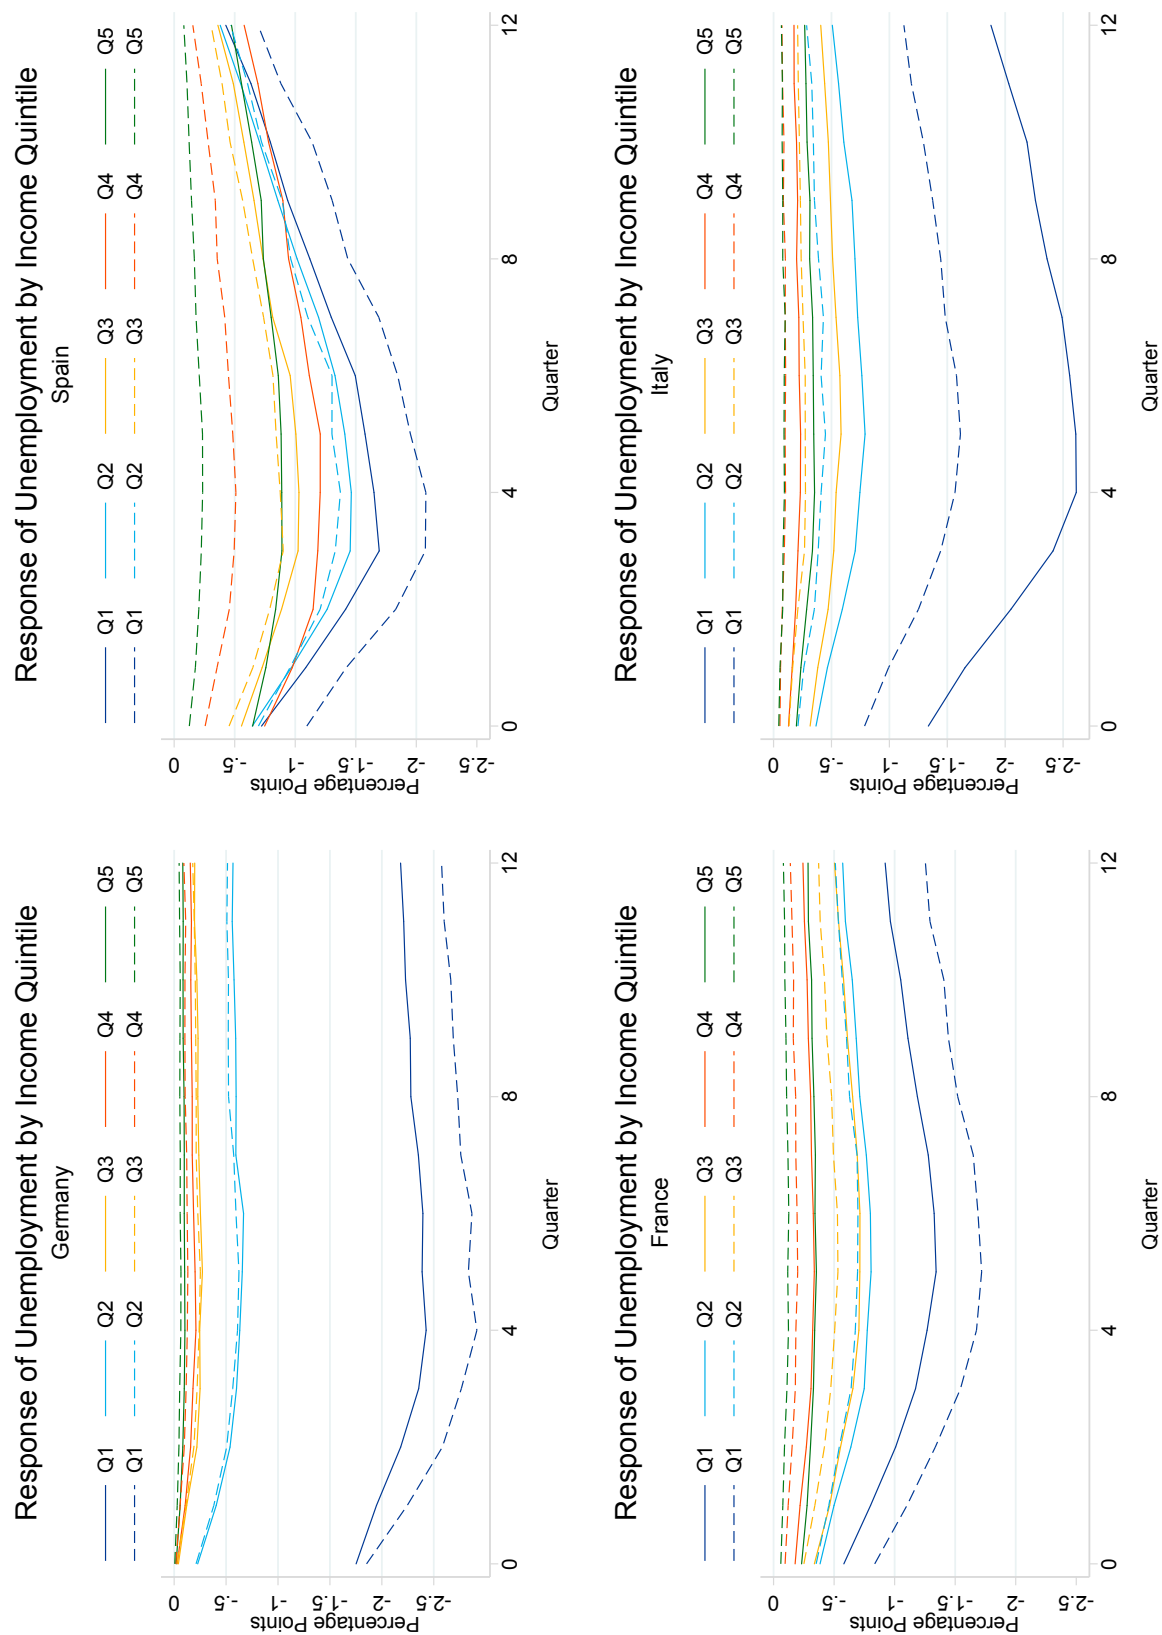 Response of Unemployment by Income Quintile
Germany
Q1 Q2 Q3 Q4 Q5
Q1 Q2 Q3 Q4 Q5
Percentage Points
0
-.5
-1
-1.5
-2
-2.5
0 4 8 12
Quarter
Response of Unemployment by Income Quintile
Spain
Q1 Q2 Q3 Q4 Q5
Q1 Q2 Q3 Q4 Q5
Percentage Points
0
-.5
-1
-1.5
-2
-2.5
0 4 8 12
Quarter
Response of Unemployment by Income Quintile
France
Q1 Q2 Q3 Q4 Q5
Q1 Q2 Q3 Q4 Q5
Percentage Points
0
-.5
-1
-1.5
-2
-2.5
0 4 8 12
Quarter
Response of Unemployment by Income Quintile
Italy
Q1 Q2 Q3 Q4 Q5
Q1 Q2 Q3 Q4 Q5
Percentage Points
0
-.5
-1
-1.5
-2
-2.5
0 4 8 12
Quarter